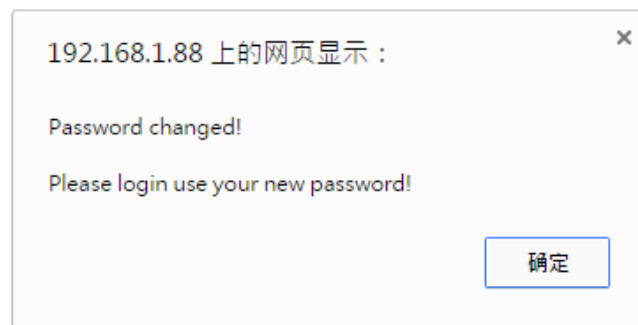 192.168.1.88 上的网页显示：
Password changed!
Please login use your new password!
确定